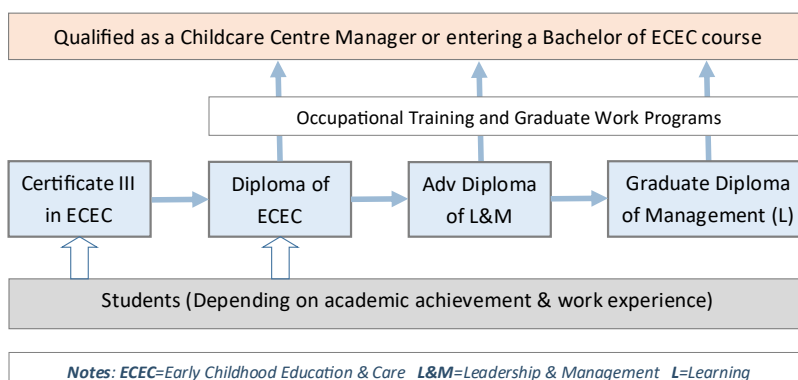 Qualified as a Childcare Centre Manager or entering a Bachelor of ECEC course
Occupational Training and Graduate Work Programs
Certificate III
in ECEC
Diploma of
ECEC
Adv Diploma
of L&M
Graduate Diploma
of Management (L)
Students (Depending on academic achievement & work experience)
Notes: ECEC=Early Childhood Education & Care L&M=Leadership & Management L=Learning